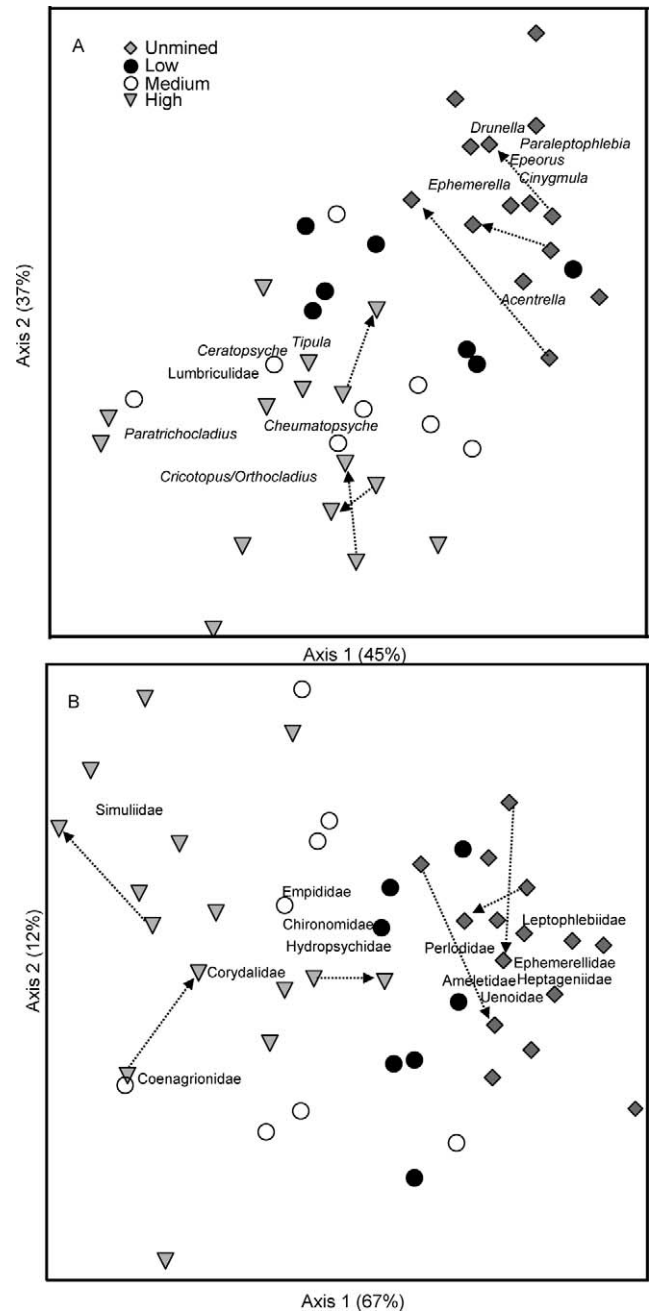 A
Unmined
Low
Medium
High
Drunella
Paraleptophlebia
Epeorus
Cinygmula
Ephemerella
Acentrella
Ceratopsyche
Tipula
Lumbriculidae
Cheumatopsyche
Paratrichocladius
Cricotopus/Orthocladius
Axis 2 (37%)
Axis 1 (45%)
B
Simuliidae
Empididae
Chironomidae
Hydropsychidae
Leptophlebiidae
Perlodidae
Ephemerellidae
Ameletidae Heptageniidae
Uenoidae
Corydalidae
Coenagrionidae
Axis 2 (12%)
Axis 1 (67%)